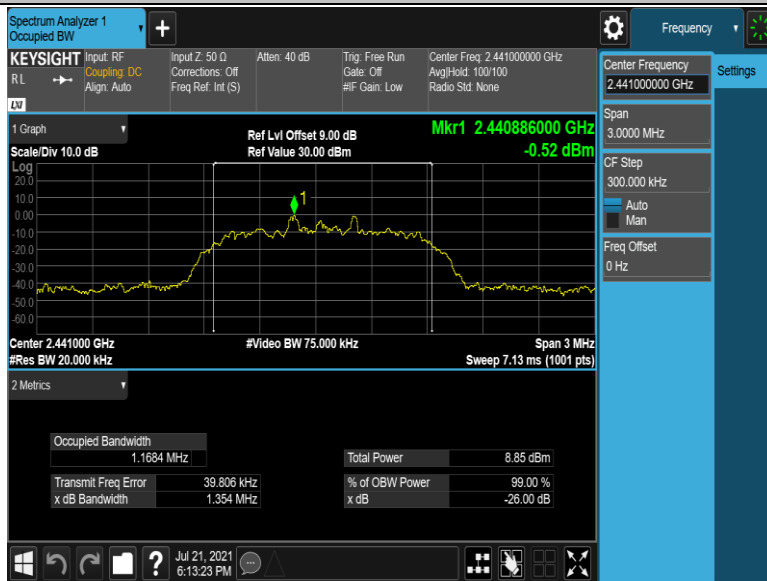 Spectrum Analyzer 1
Occupied BW
+
Frequency
KEYSIGHT
RL
LXI
Input: RF
Coupling: DC
Align: Auto
Input Z: 50 Ω
Corrections: Off
Freq Ref: Int (S)
Atten: 40 dB
Trig: Free Run
Gate: Off
#IF Gain: Low
Center Freq: 2.441000000 GHz
Avg|Hold: 100/100
Radio Std: None
Center Frequency
2.441000000 GHz
Settings
Span
3.0000 MHz
CF Step
300.000 kHz
Auto
Man
Freq Offset
0 Hz
1 Graph
Scale/Div 10.0 dB
Ref Lvl Offset 9.00 dB
Ref Value 30.00 dBm
Mkr1 2.440886000 GHz
-0.52 dBm
Log
20.0
10.0
0.00
-10.0
-20.0
-30.0
-40.0
-50.0
-60.0
1
Center 2.441000 GHz
#Res BW 20.000 kHz
#Video BW 75.000 kHz
Span 3 MHz
Sweep 7.13 ms (1001 pts)
2 Metrics
Occupied Bandwidth
1.1684 MHz
Total Power 8.85 dBm
Transmit Freq Error 39.806 kHz
% of OBW Power 99.00 %
x dB Bandwidth 1.354 MHz
x dB -26.00 dB
?
Jul 21, 2021
6:13:23 PM